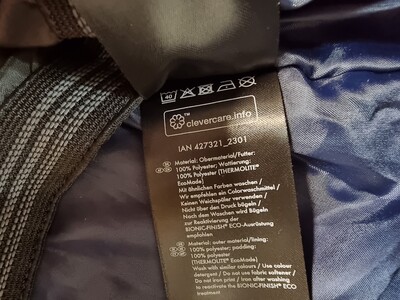 40
clevercare.info
IAN 427321_2301
Material: Obermaterial/Futter:
100% Polyester; Wattierung:
100% Polyester (THERMOLITE®
EcoMade)
Mit ähnlichen Farben waschen /
Wir empfehlen ein Colorwaschmittel /
Keinen Weichspüler verwenden /
Nicht über den Druck bügeln /
Nach dem Waschen wird Bügeln
zur Reaktivierung der
BIONIC-FINISH® ECO-Ausrüstung
empfohlen
Material: outer material/lining:
100% polyester; padding:
100% polyester
(THERMOLITE® EcoMade)
Wash with similar colours / Use colour
detergent / Do not use fabric softener /
Do not iron print / Iron after washing
to reactivate the BIONIC-FINISH® ECO
treatment